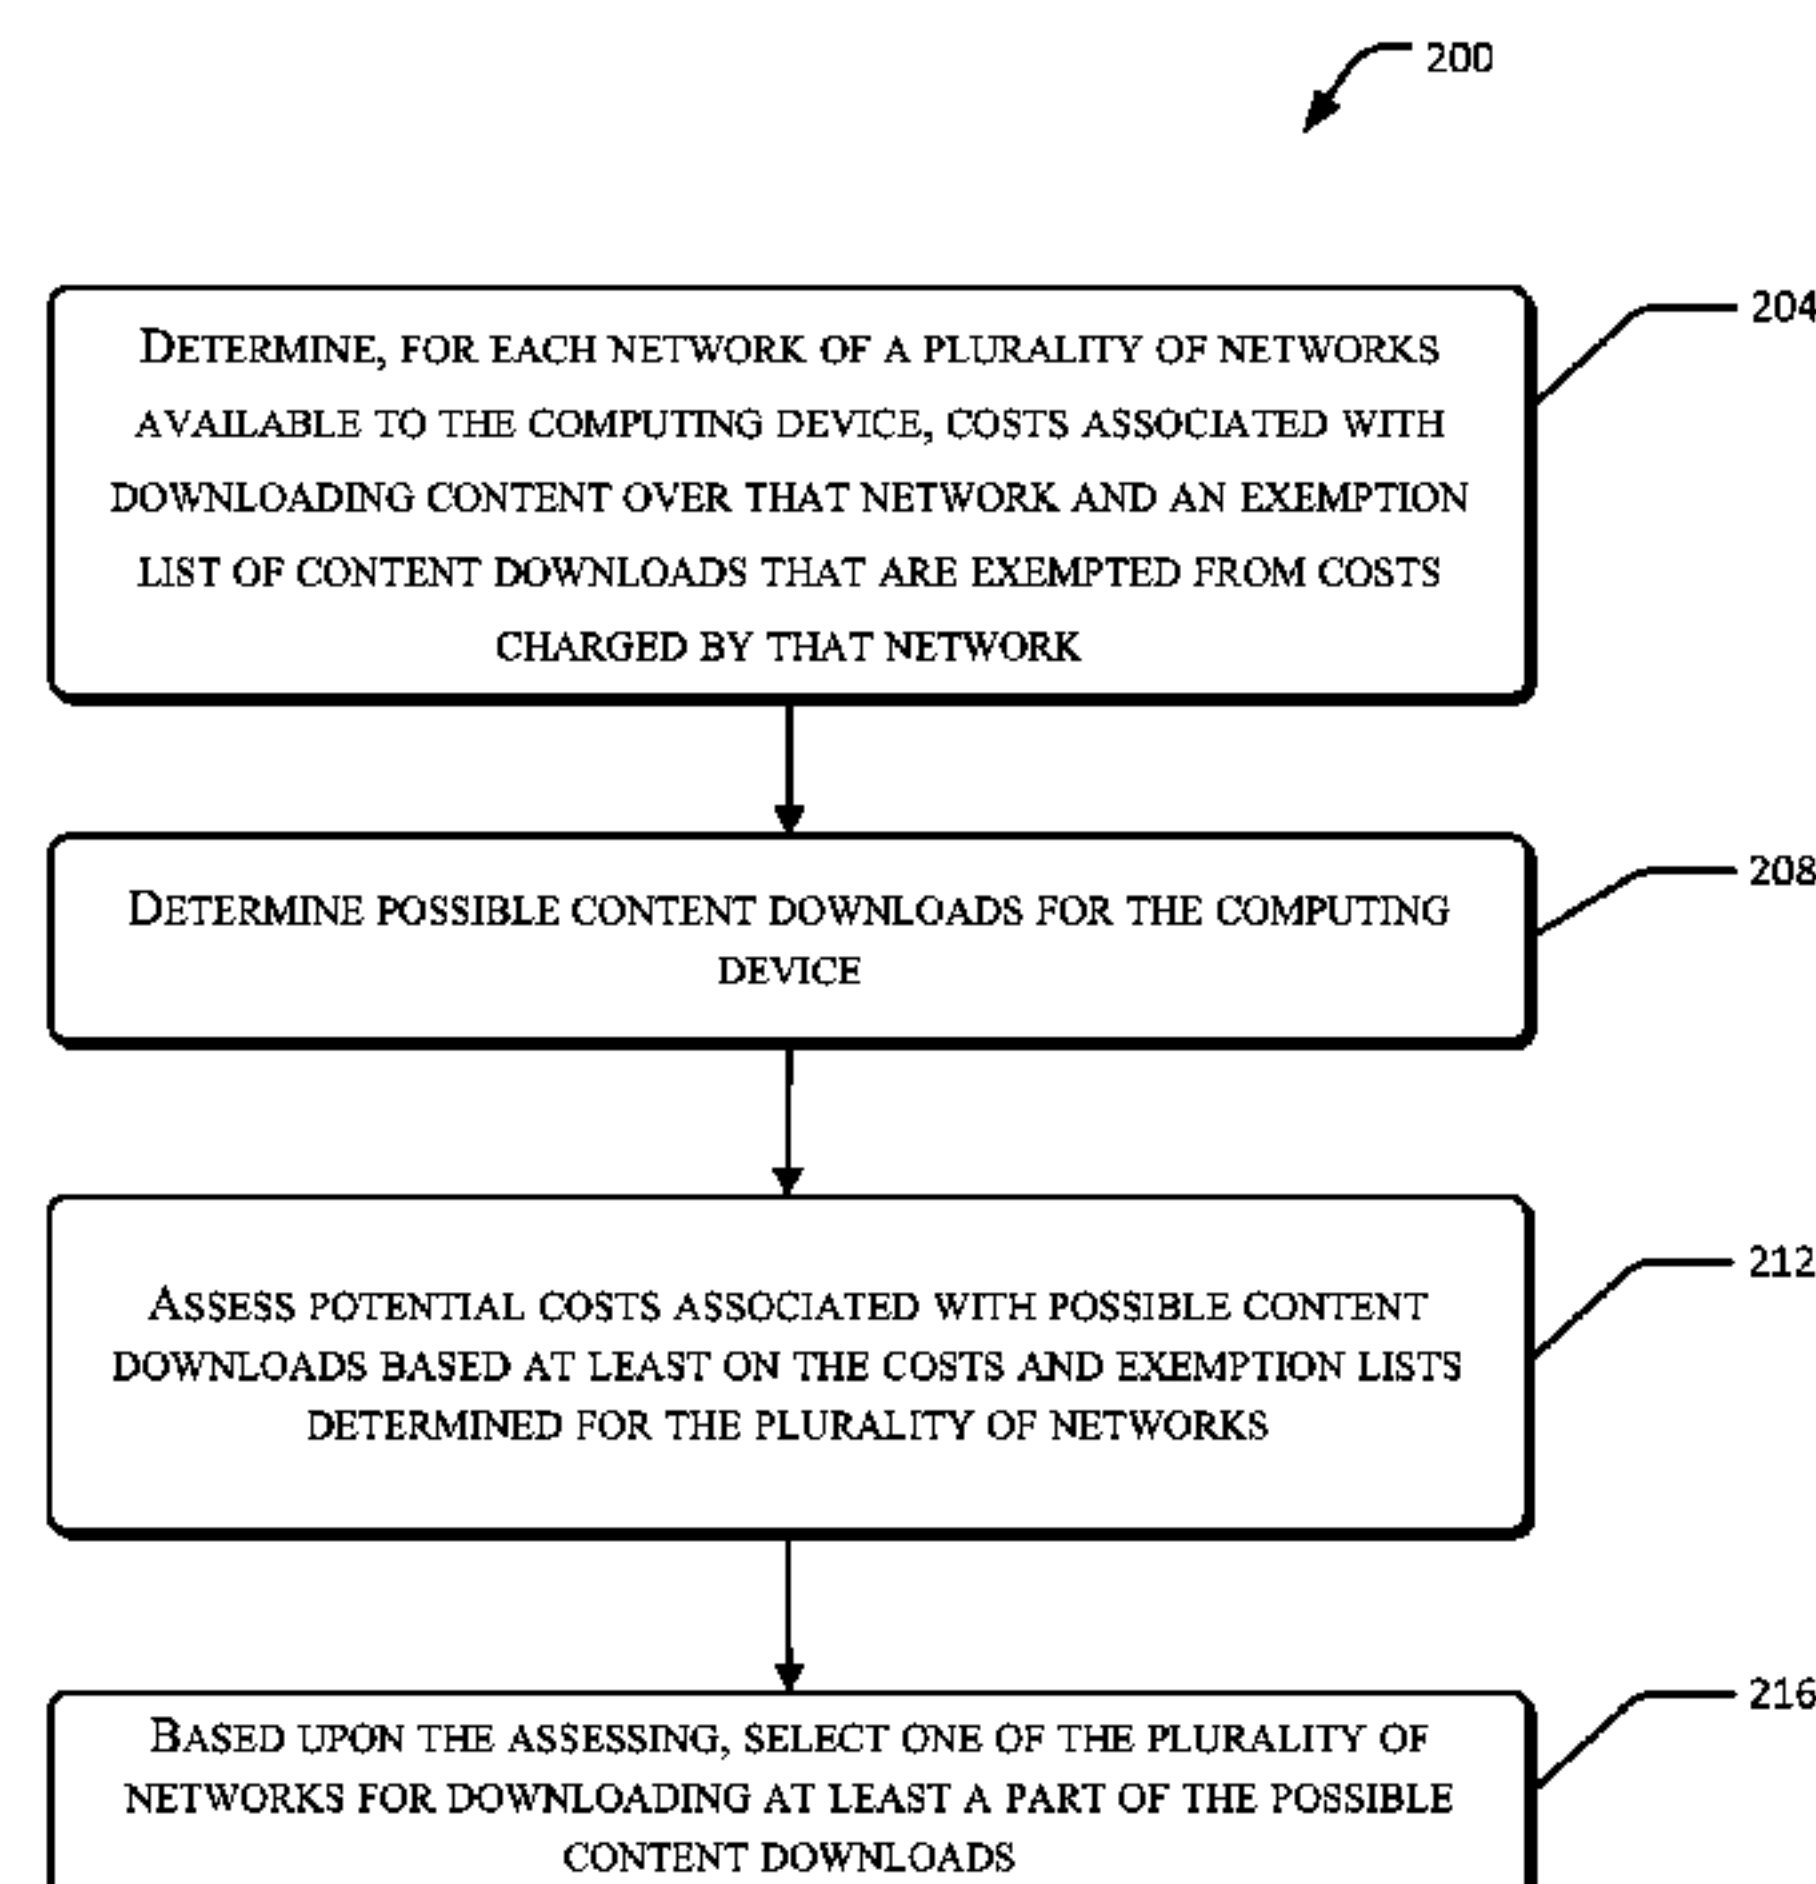 200
204
DETERMINE, FOR EACH NETWORK OF A PLURALITY OF NETWORKS
AVAILABLE TO THE COMPUTING DEVICE, COSTS ASSOCIATED WITH
DOWNLOADING CONTENT OVER THAT NETWORK AND AN EXEMPTION
LIST OF CONTENT DOWNLOADS THAT ARE EXEMPTED FROM COSTS
CHARGED BY THAT NETWORK
208
DETERMINE POSSIBLE CONTENT DOWNLOADS FOR THE COMPUTING
DEVICE
212
ASSESS POTENTIAL COSTS ASSOCIATED WITH POSSIBLE CONTENT
DOWNLOADS BASED AT LEAST ON THE COSTS AND EXEMPTION LISTS
DETERMINED FOR THE PLURALITY OF NETWORKS
216
BASED UPON THE ASSESSING, SELECT ONE OF THE PLURALITY OF
NETWORKS FOR DOWNLOADING AT LEAST A PART OF THE POSSIBLE
CONTENT DOWNLOADS